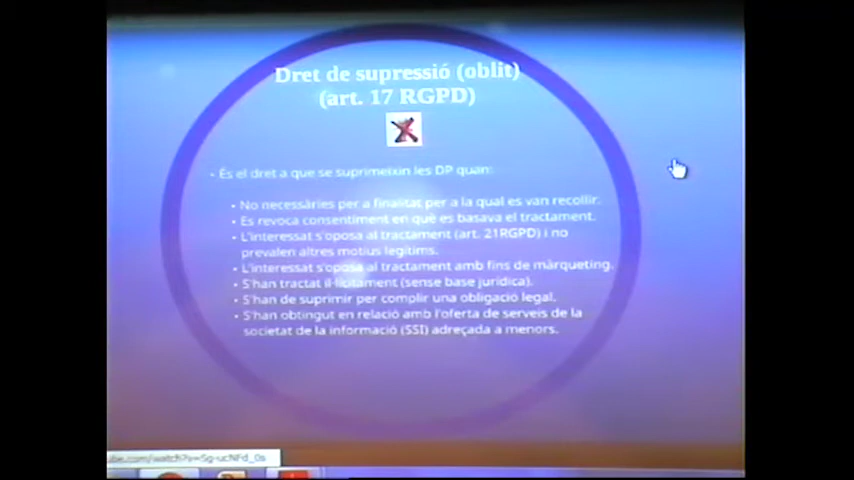 Dret de supressió (oblit)
(art. 17 RGPD)
• És el dret a que se suprimeixin les DP quan:
• No necessàries per a finalitat per a la qual es van recollir.
• Es revoca consentiment en què es basava el tractament.
• L'interessat s'oposa al tractament (art. 21RGPD) i no
prevalen altres motius legítims.
• L'interessat s'oposa al tractament amb fins de màrqueting.
• S'han tractat il·lícitament (sense base jurídica).
• S'han de suprimir per complir una obligació legal.
• S'han obtingut en relació amb l'oferta de serveis de la
societat de la informació (SSI) adreçada a menors.